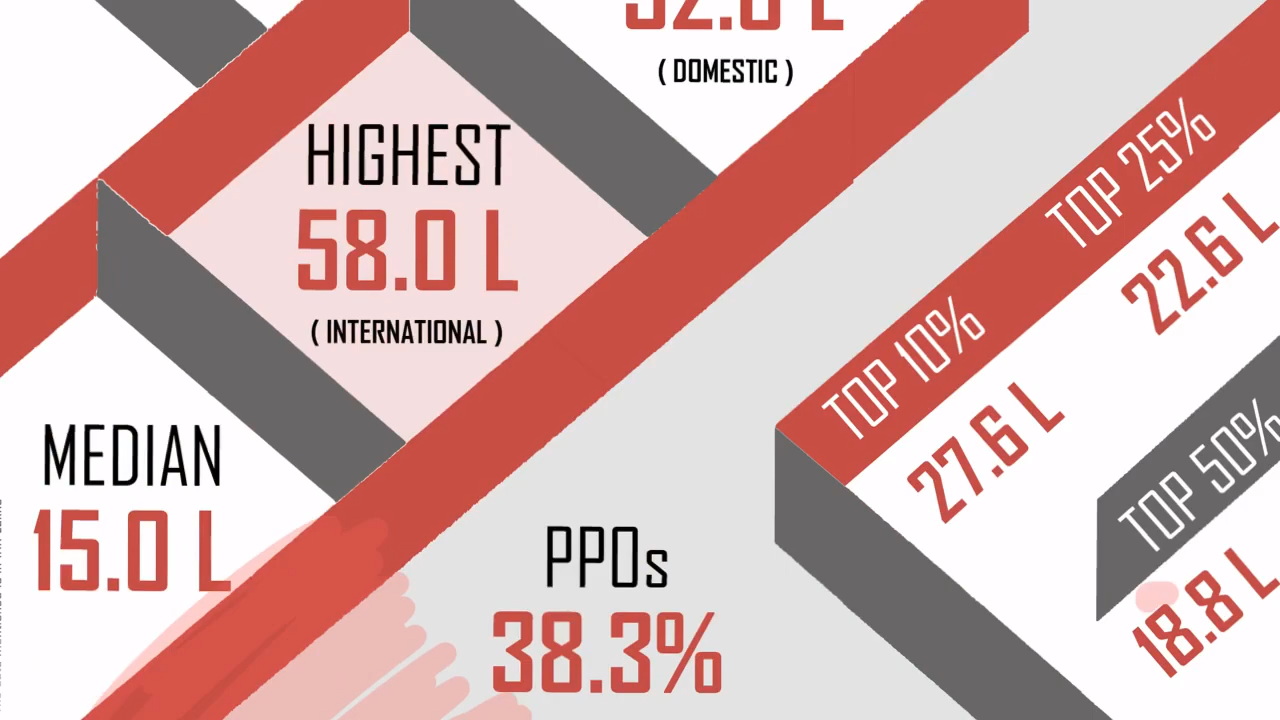 ( DOMESTIC )
HIGHEST
58.0 L
( INTERNATIONAL )
MEDIAN
15.0 L
PPOs
38.3%
TOP 10%
27.6 L
TOP 25%
22.6 L
TOP 50%
18.8 L